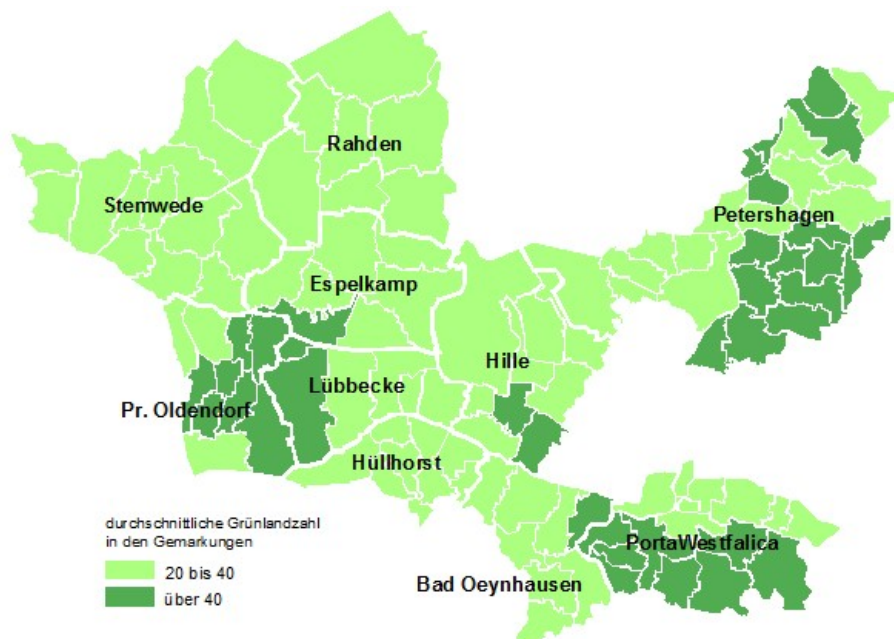 Rahden
Stemwede
Petershagen
Espelkamp
Hille
Lübbecke
Pr. Oldendorf
Hüllhorst
PortaWestfalica
Bad Oeynhausen
durchschnittliche Grünlandzahl
in den Gemarkungen
20 bis 40
über 40